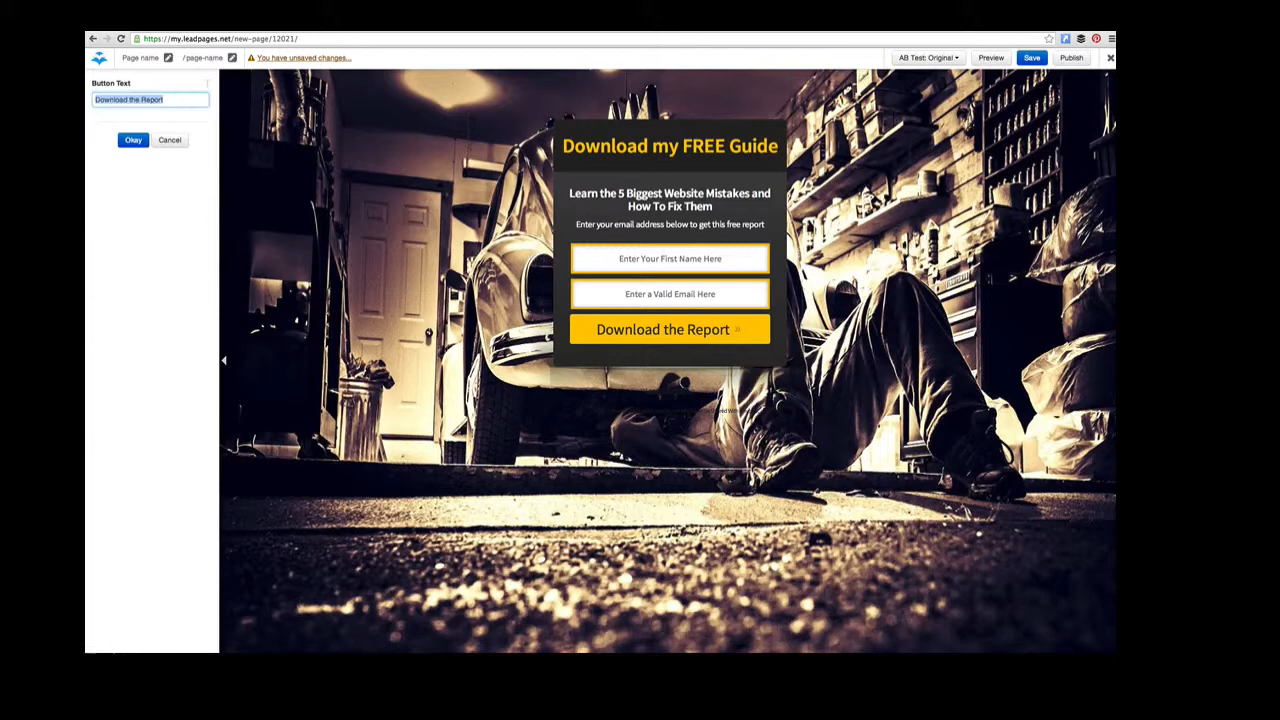 https://my.leadpages.net/new-page/12021/
Page name
/page-name
You have unsaved changes...
AB Test: Original
Preview
Save
Publish
Button Text
Download the Report
Okay
Cancel
Download my FREE Guide
Learn the 5 Biggest Website Mistakes and
How To Fix Them
Enter your email address below to get this free report
Enter Your First Name Here
Enter a Valid Email Here
Download the Report »